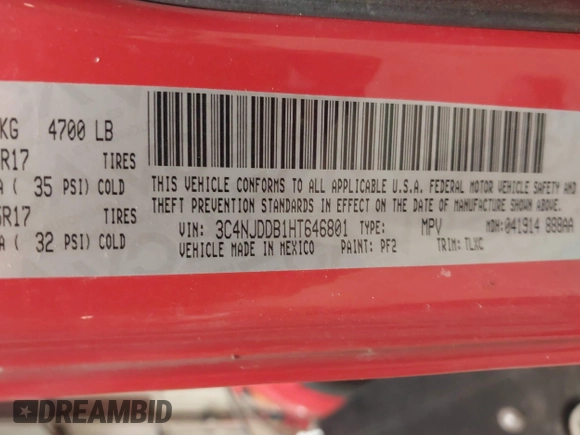 KG 4700 LB
R17 TIRES
A ( 35 PSI) COLD
R17 TIRES
A ( 32 PSI) COLD
THIS VEHICLE CONFORMS TO ALL APPLICABLE U.S.A. FEDERAL MOTOR VEHICLE SAFETY AND
THEFT PREVENTION STANDARDS IN EFFECT ON THE DATE OF MANUFACTURE SHOWN ABOVE.
VIN: 3C4NJDDB1HT646801 TYPE: MPV MDH:041914 888AA
VEHICLE MADE IN MEXICO PAINT: PF2 TRIM: TLXC
DREAMBID